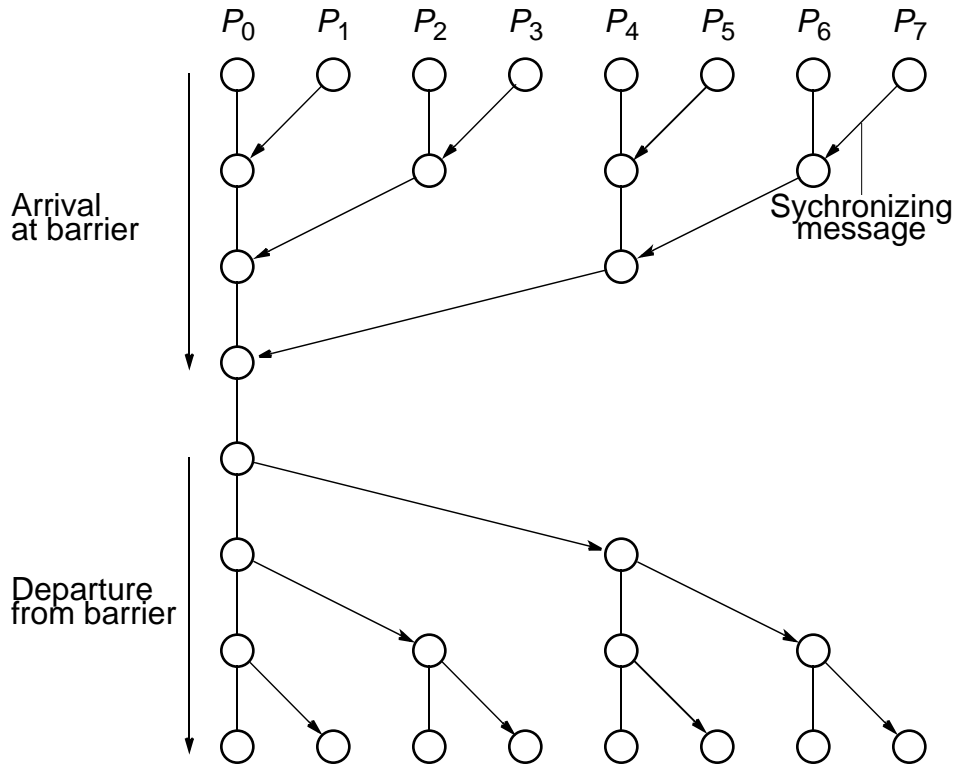 P0 P1 P2 P3 P4 P5 P6 P7
Arrival
at barrier
Sychronizing
message
Departure
from barrier